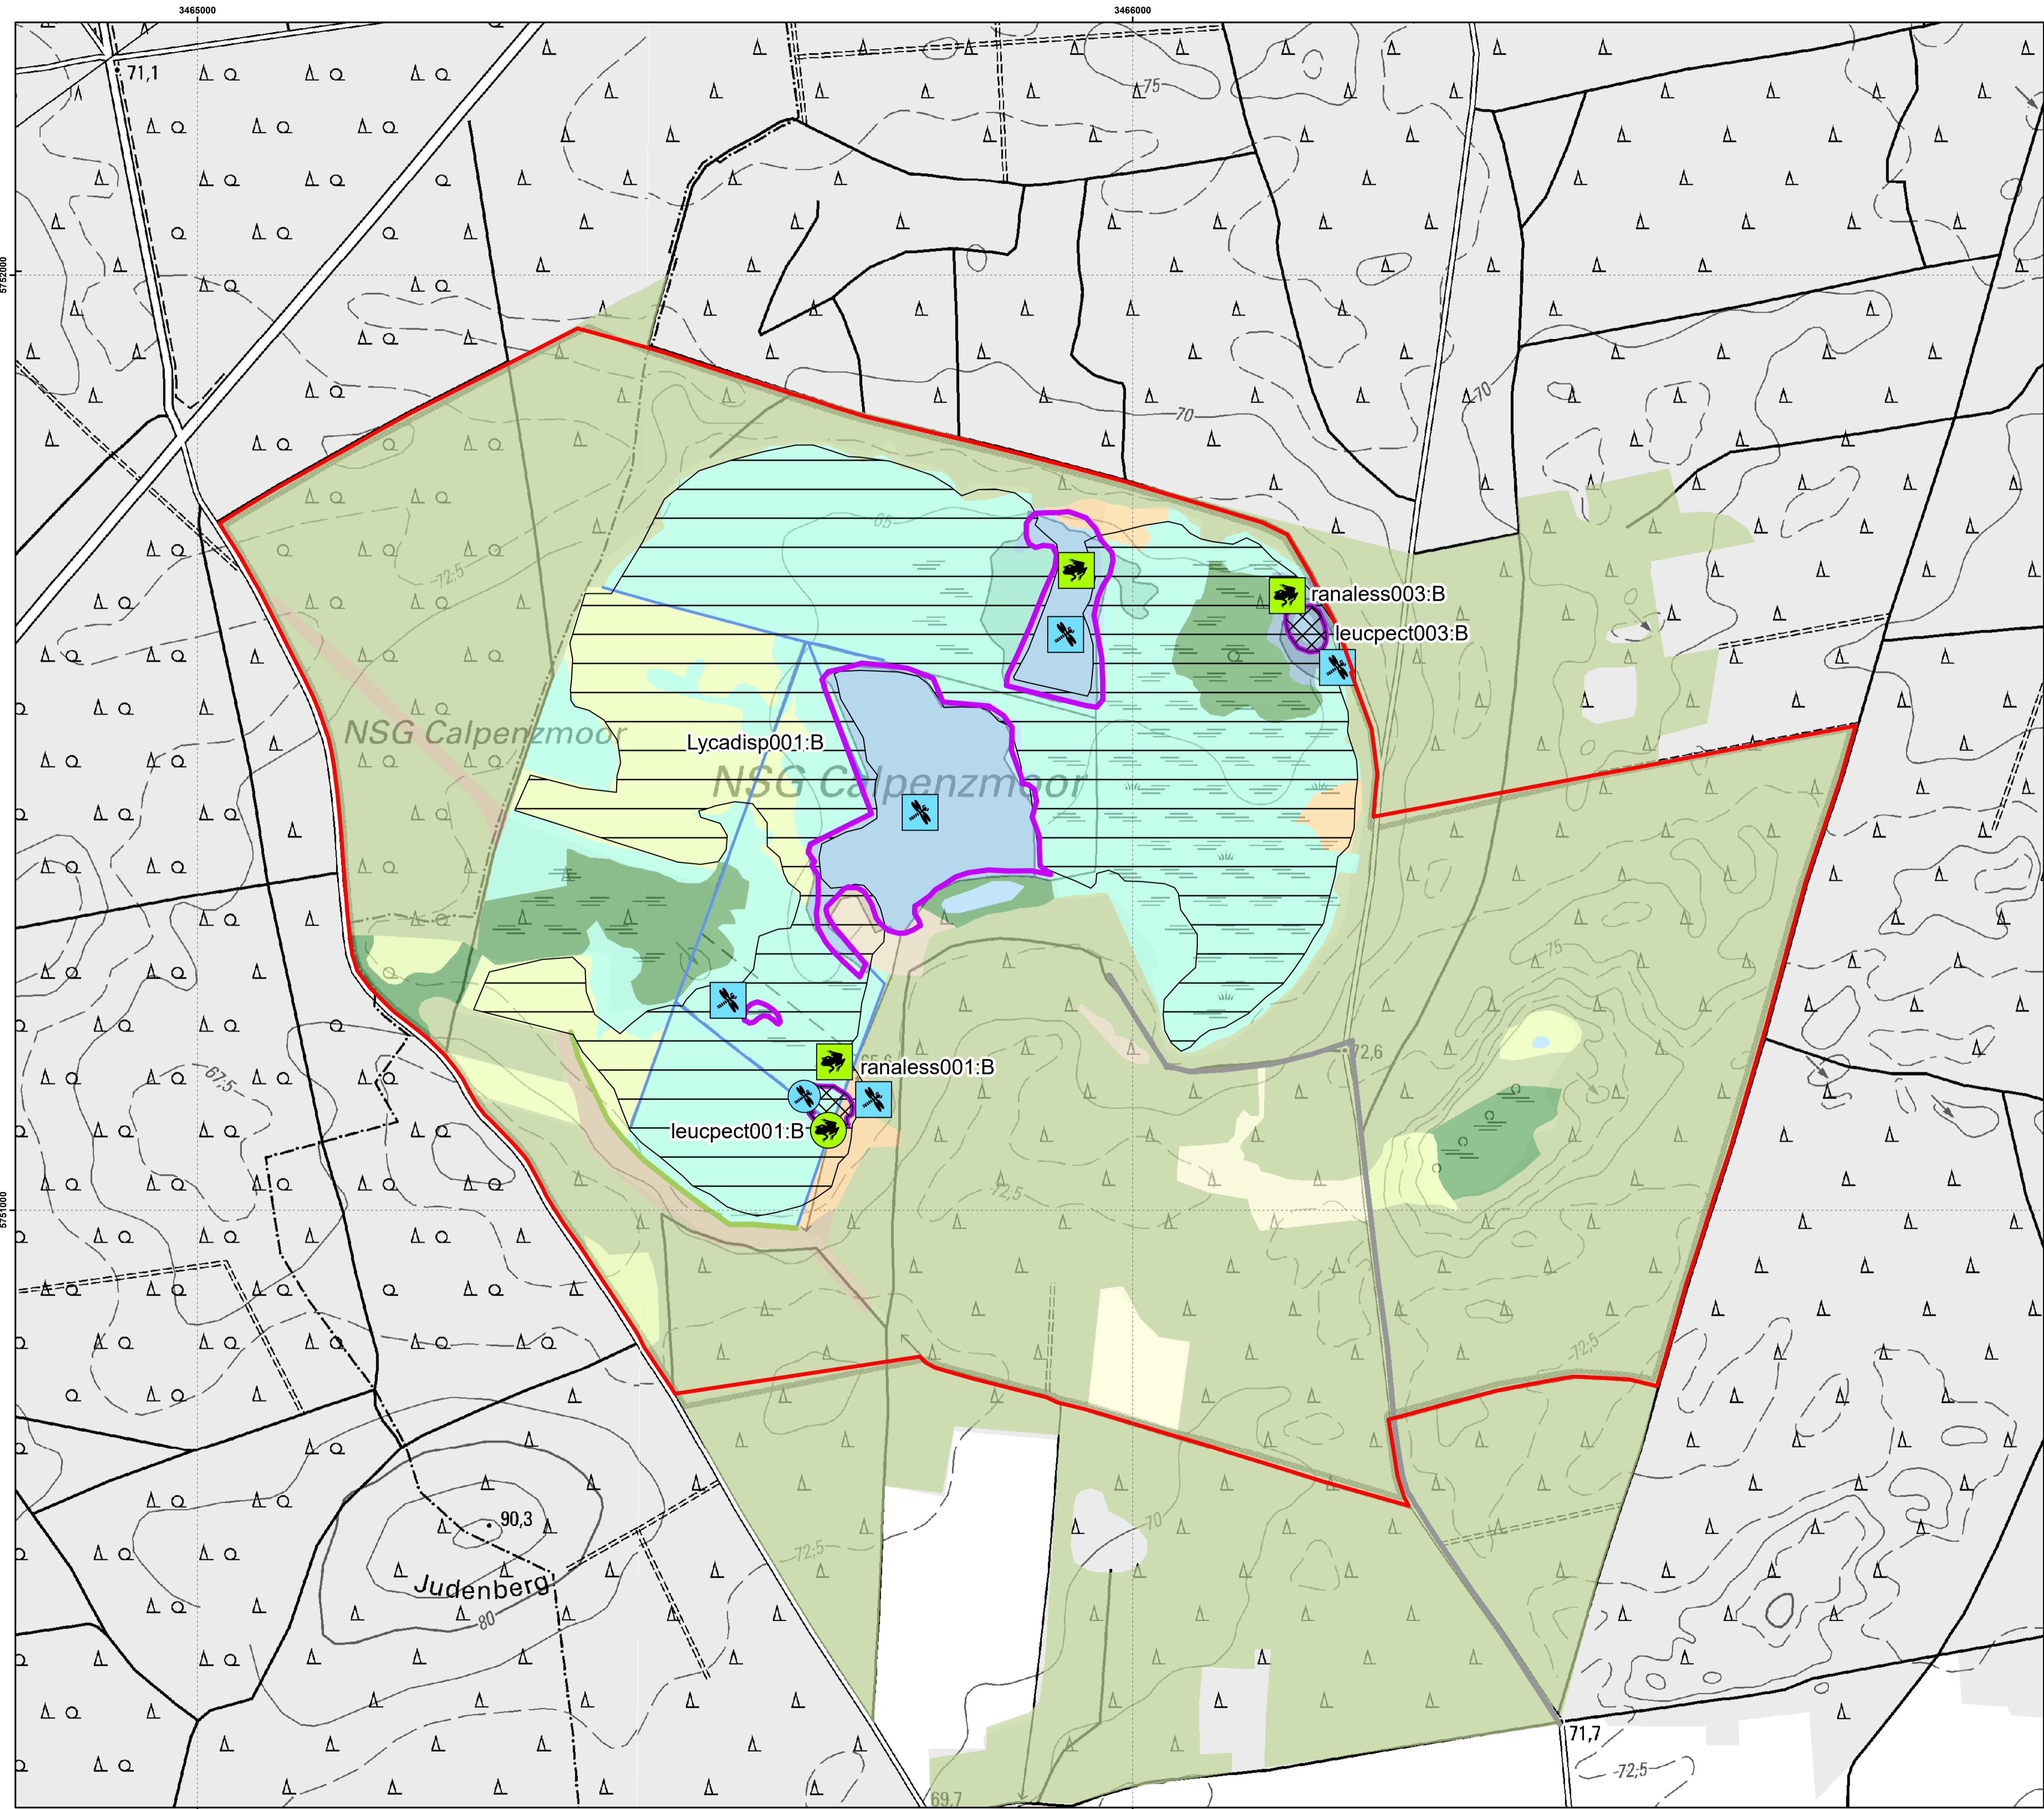 3465000
3466000
71,1
75
5752000
70
70
65
72,5
ranaless003:B
leucpect003:B
NSG Calpenzmoor
Lycadisp001:B
NSG Calpenzmoor
75
72,6
65,6
ranaless001:B
67,5
leucpect001:B
72,5
5751000
72,5
90,3
70
72,5
Judenberg
80
71,7
72,5
69,7